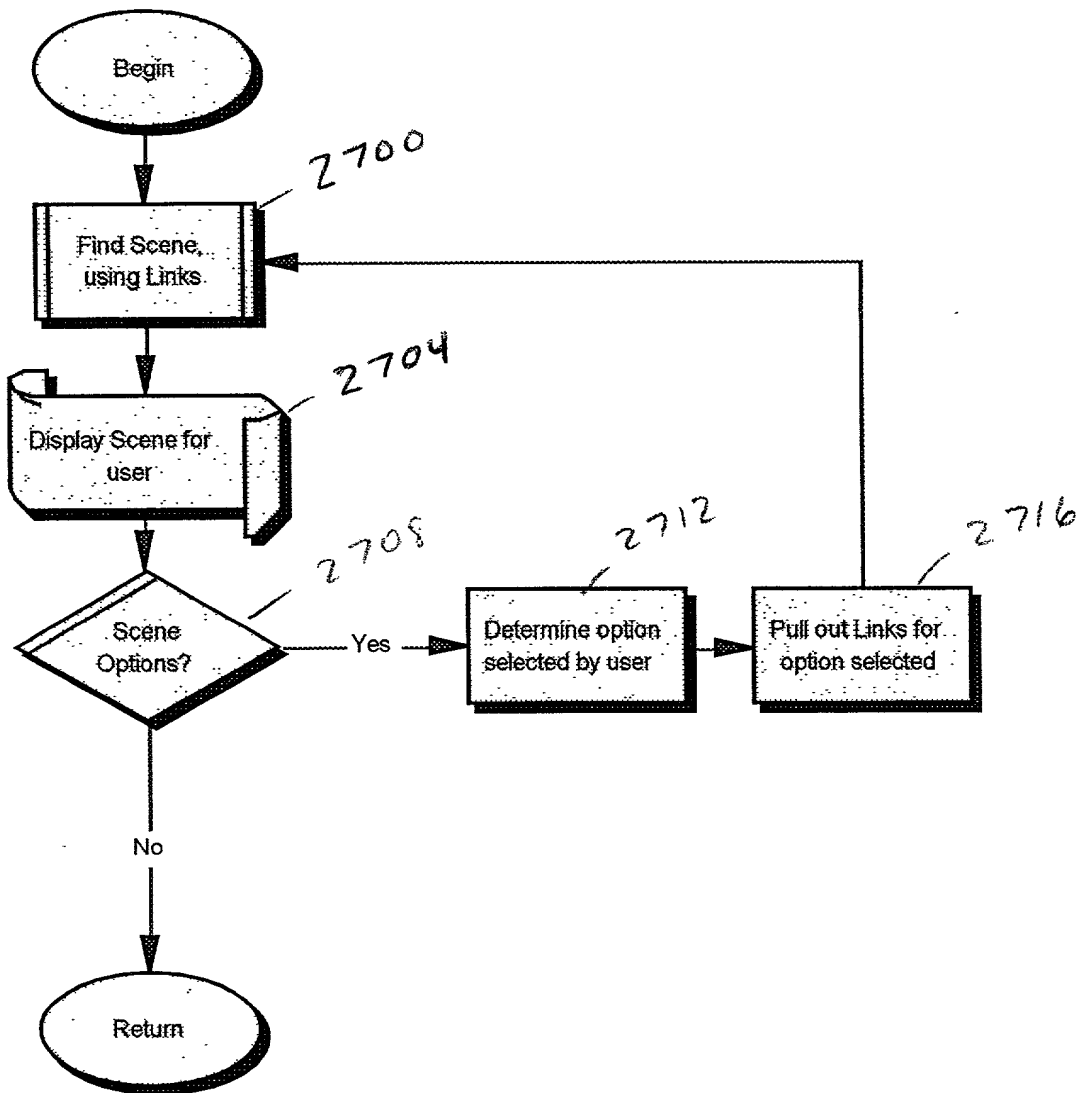 Begin
2700
Find Scene,
using Links
2704
Display Scene for
user
2708
Scene
Options?
Yes
2712
Determine option
selected by user
2716
Pull out Links for
option selected
No
Return